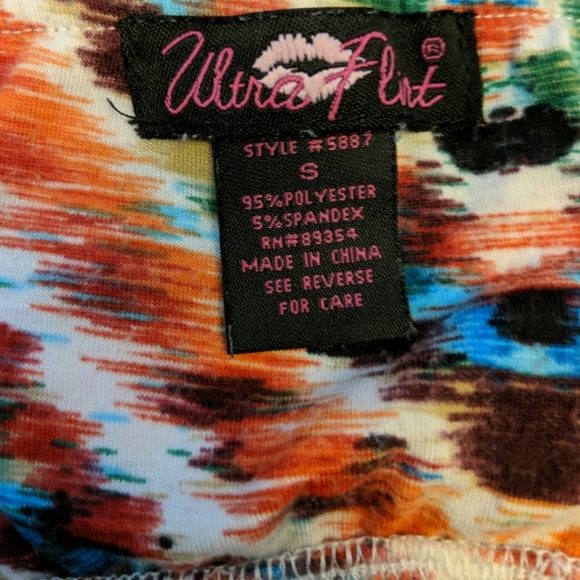 Ultra Flirt ®
STYLE #5887
S
95%POLYESTER
5%SPANDEX
RN#89354
MADE IN CHINA
SEE REVERSE
FOR CARE